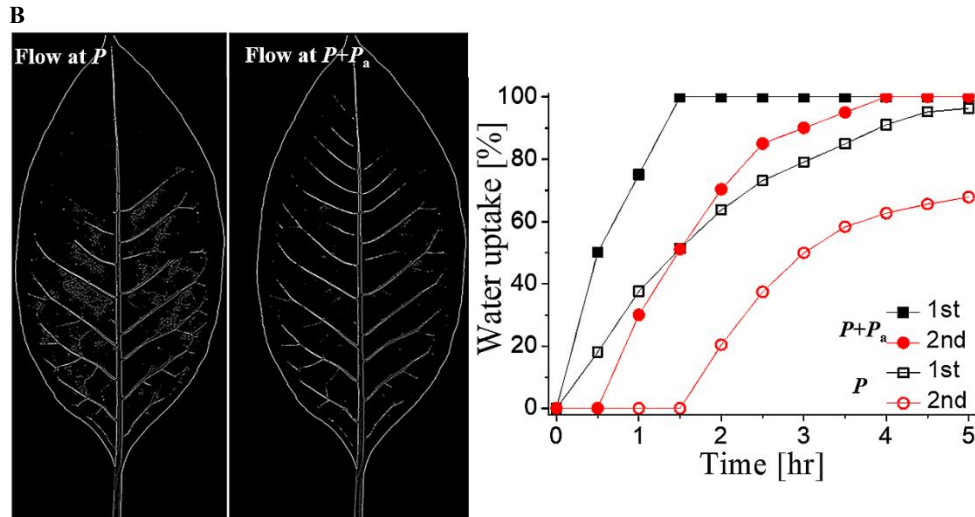 B
Flow at P
Flow at P+Pa
Water uptake [%]
100
80
60
40
20
0
0 1 2 3 4 5
Time [hr]
P+Pa
1st
2nd
P
1st
2nd